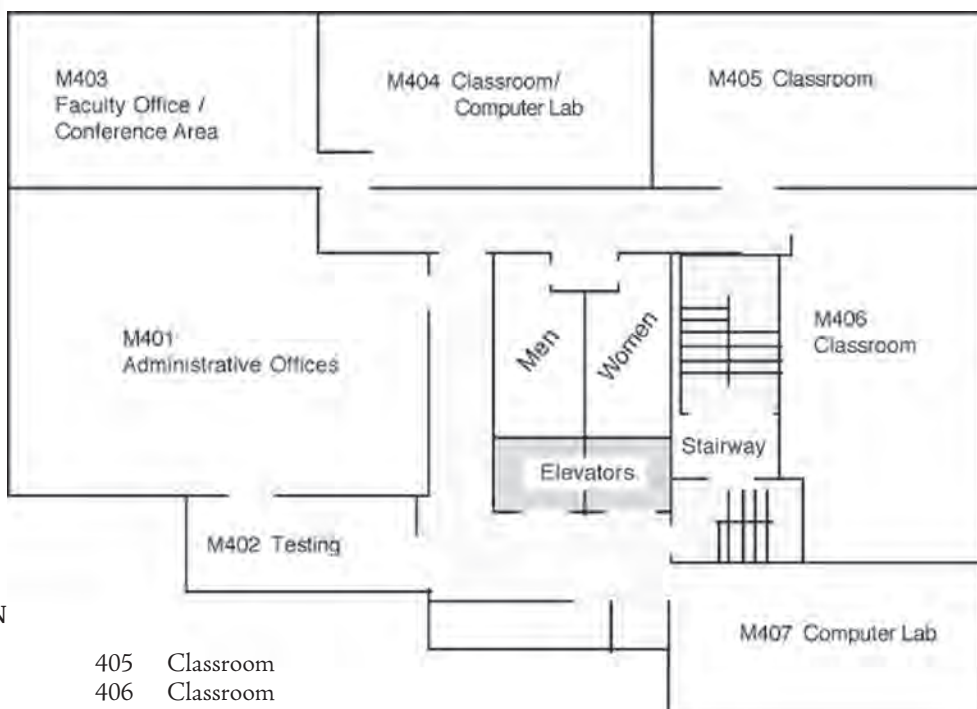 M403
Faculty Office /
Conference Area
M404 Classroom/
Computer Lab
M405 Classroom
M401
Administrative Offices
Men
Women
M406
Classroom
Stairway
Elevators
M402 Testing
N
M407 Computer Lab
405 Classroom
406 Classroom